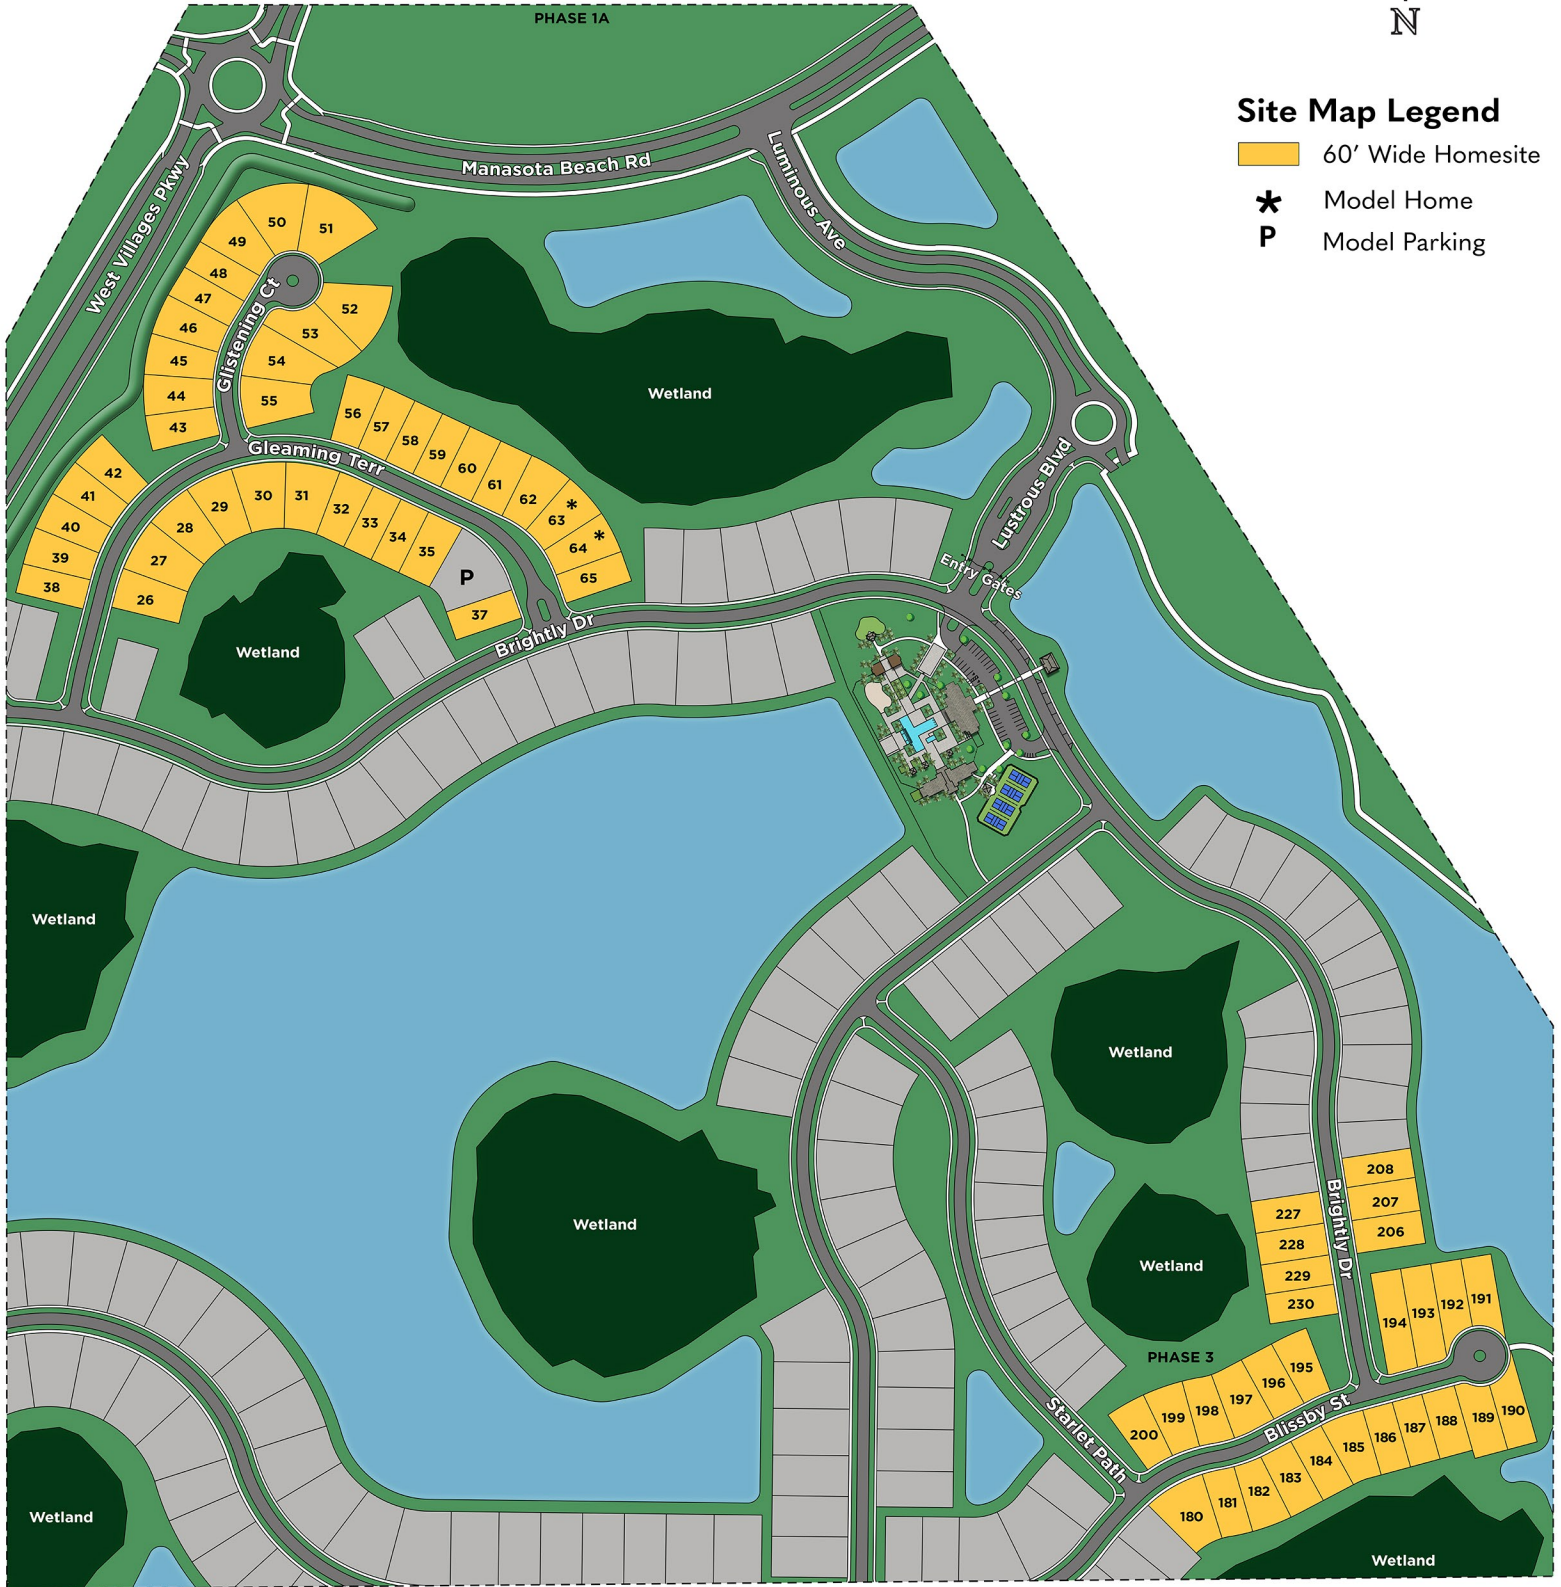 PHASE 1A
N
Site Map Legend
60' Wide Homesite
* Model Home
P Model Parking
Manasota Beach Rd
Luminous Ave
West Villages Pkwy
50
51
49
48
47
46
45
44
43
52
53
54
55
Glistening Ct
Wetland
56
57
58
59
60
61
62
*
63
*
64
65
Gleaming Terr
42
41
40
39
38
30
31
29
32
28
33
34
27
35
26
P
37
Lustrous Blvd
Entry Gates
Brightly Dr
Wetland
Wetland
Wetland
Wetland
Wetland
208
207
206
227
228
229
230
Brightly Dr
191
192
193
194
PHASE 3
195
196
197
198
199
200
Starlet Path
Blissby St
190
189
188
187
186
185
184
183
182
181
180
Wetland
Wetland